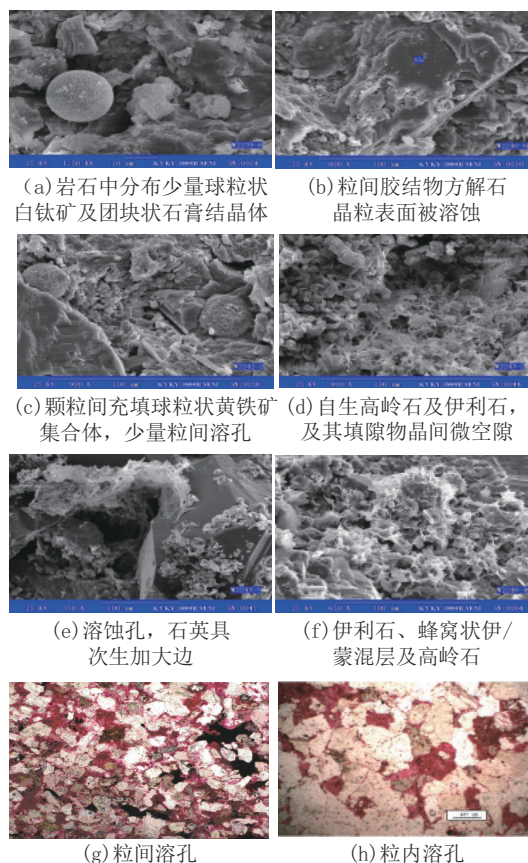 (a)岩石中分布少量球粒状
白钛矿及团块状石膏结晶体
(b)粒间胶结物方解石
晶粒表面被溶蚀
(c)颗粒间充填球粒状黄铁矿
集合体，少量粒间溶孔
(d)自生高岭石及伊利石，
及其填隙物晶间微空隙
(e)溶蚀孔，石英具
次生加大边
(f)伊利石、蜂窝状伊/
蒙混层及高岭石
(g)粒间溶孔
(h)粒内溶孔